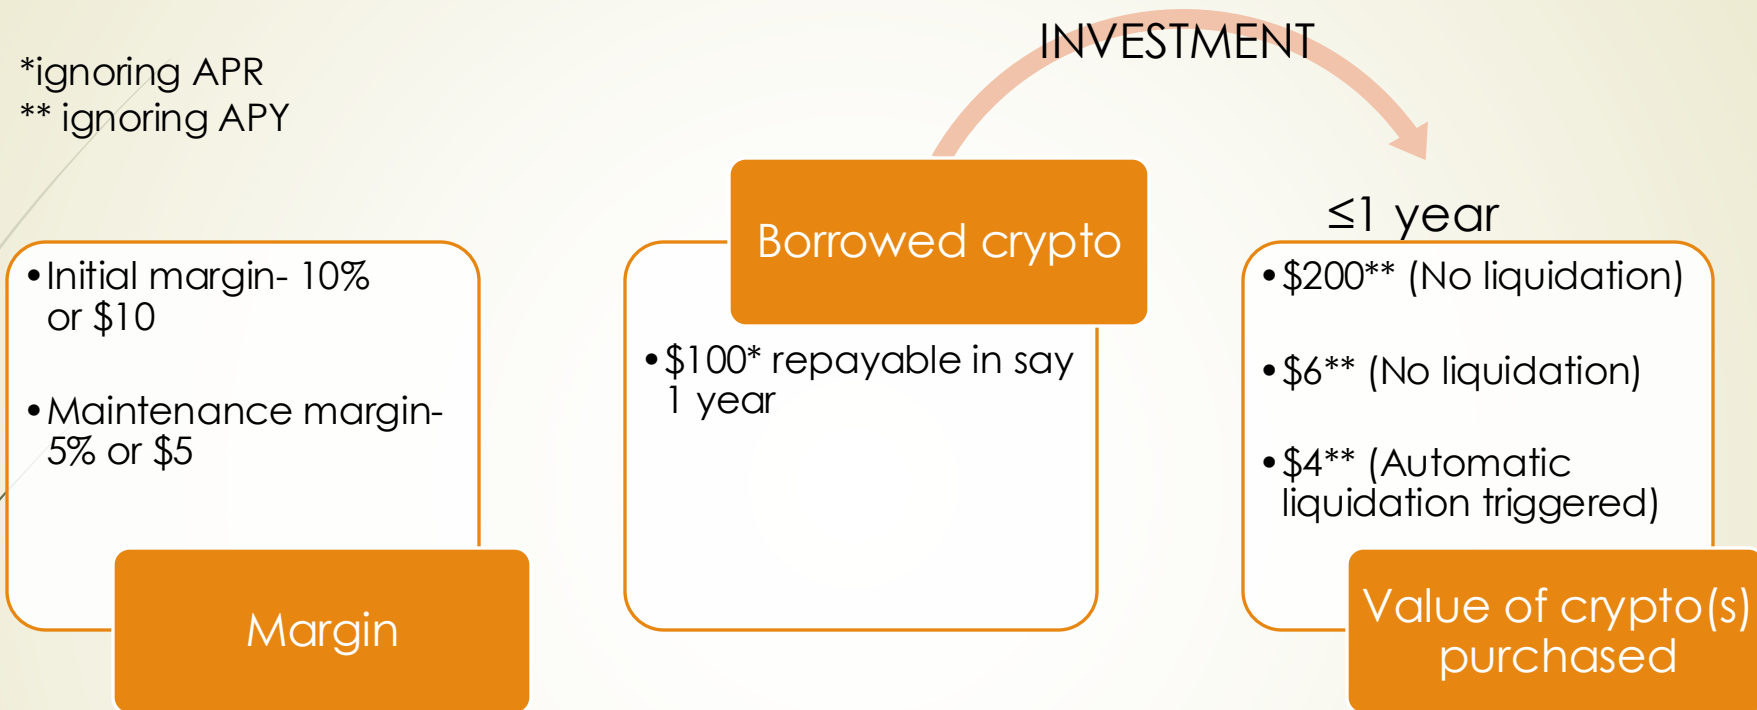 *ignoring APR
** ignoring APY
INVESTMENT
•Initial margin- 10%
or $10
•Maintenance margin-
5% or $5
Margin
Borrowed crypto
•$100* repayable in say
1 year
≤1 year
•$200** (No liquidation)
•$6** (No liquidation)
•$4** (Automatic
liquidation triggered)
Value of crypto(s)
purchased